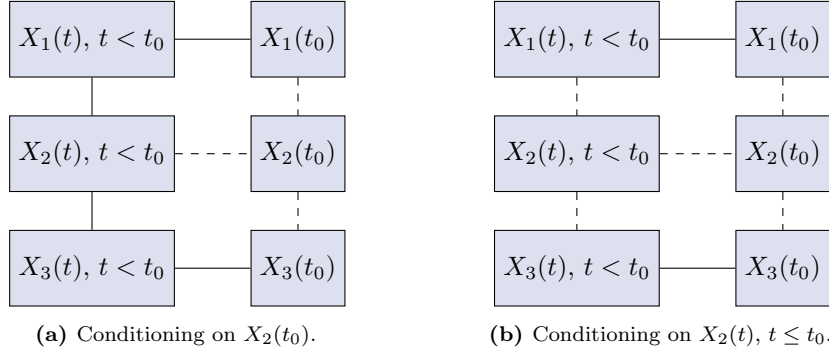 X₁(t), t < t₀ X₁(t₀) X₁(t), t < t₀ X₁(t₀)
X₂(t), t < t₀ X₂(t₀) X₂(t), t < t₀ X₂(t₀)
X₃(t), t < t₀ X₃(t₀) X₃(t), t < t₀ X₃(t₀)
(a) Conditioning on X₂(t₀). (b) Conditioning on X₂(t), t ≤ t₀.